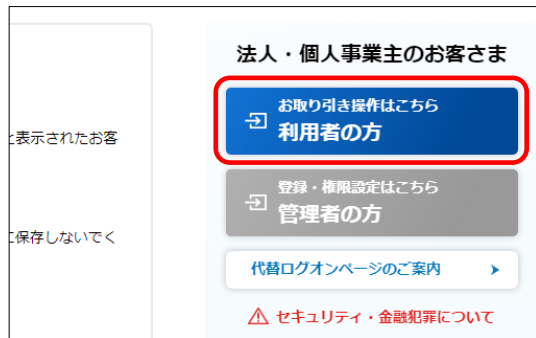 法人・個人事業主のお客さま
お取り引き操作はこちら
利用者の方
と表示されたお客
登録・権限設定はこちら
管理者の方
に保存しないでく
代替ログオンページのご案内
セキュリティ・金融犯罪について